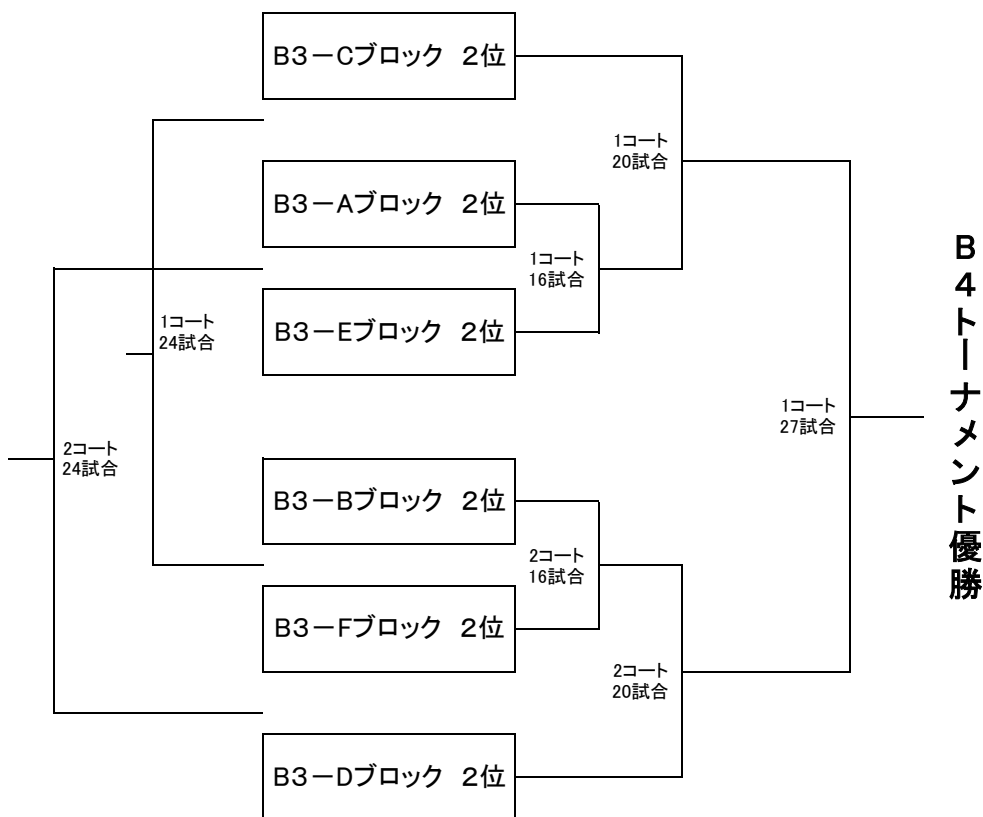 B3－Cブロック　2位
1コート
20試合
B3－Aブロック　2位
1コート
16試合
B3－Eブロック　2位
1コート
24試合
2コート
24試合
1コート
27試合
B3－Bブロック　2位
2コート
16試合
B3－Fブロック　2位
2コート
20試合
B3－Dブロック　2位
B4トーナメント優勝